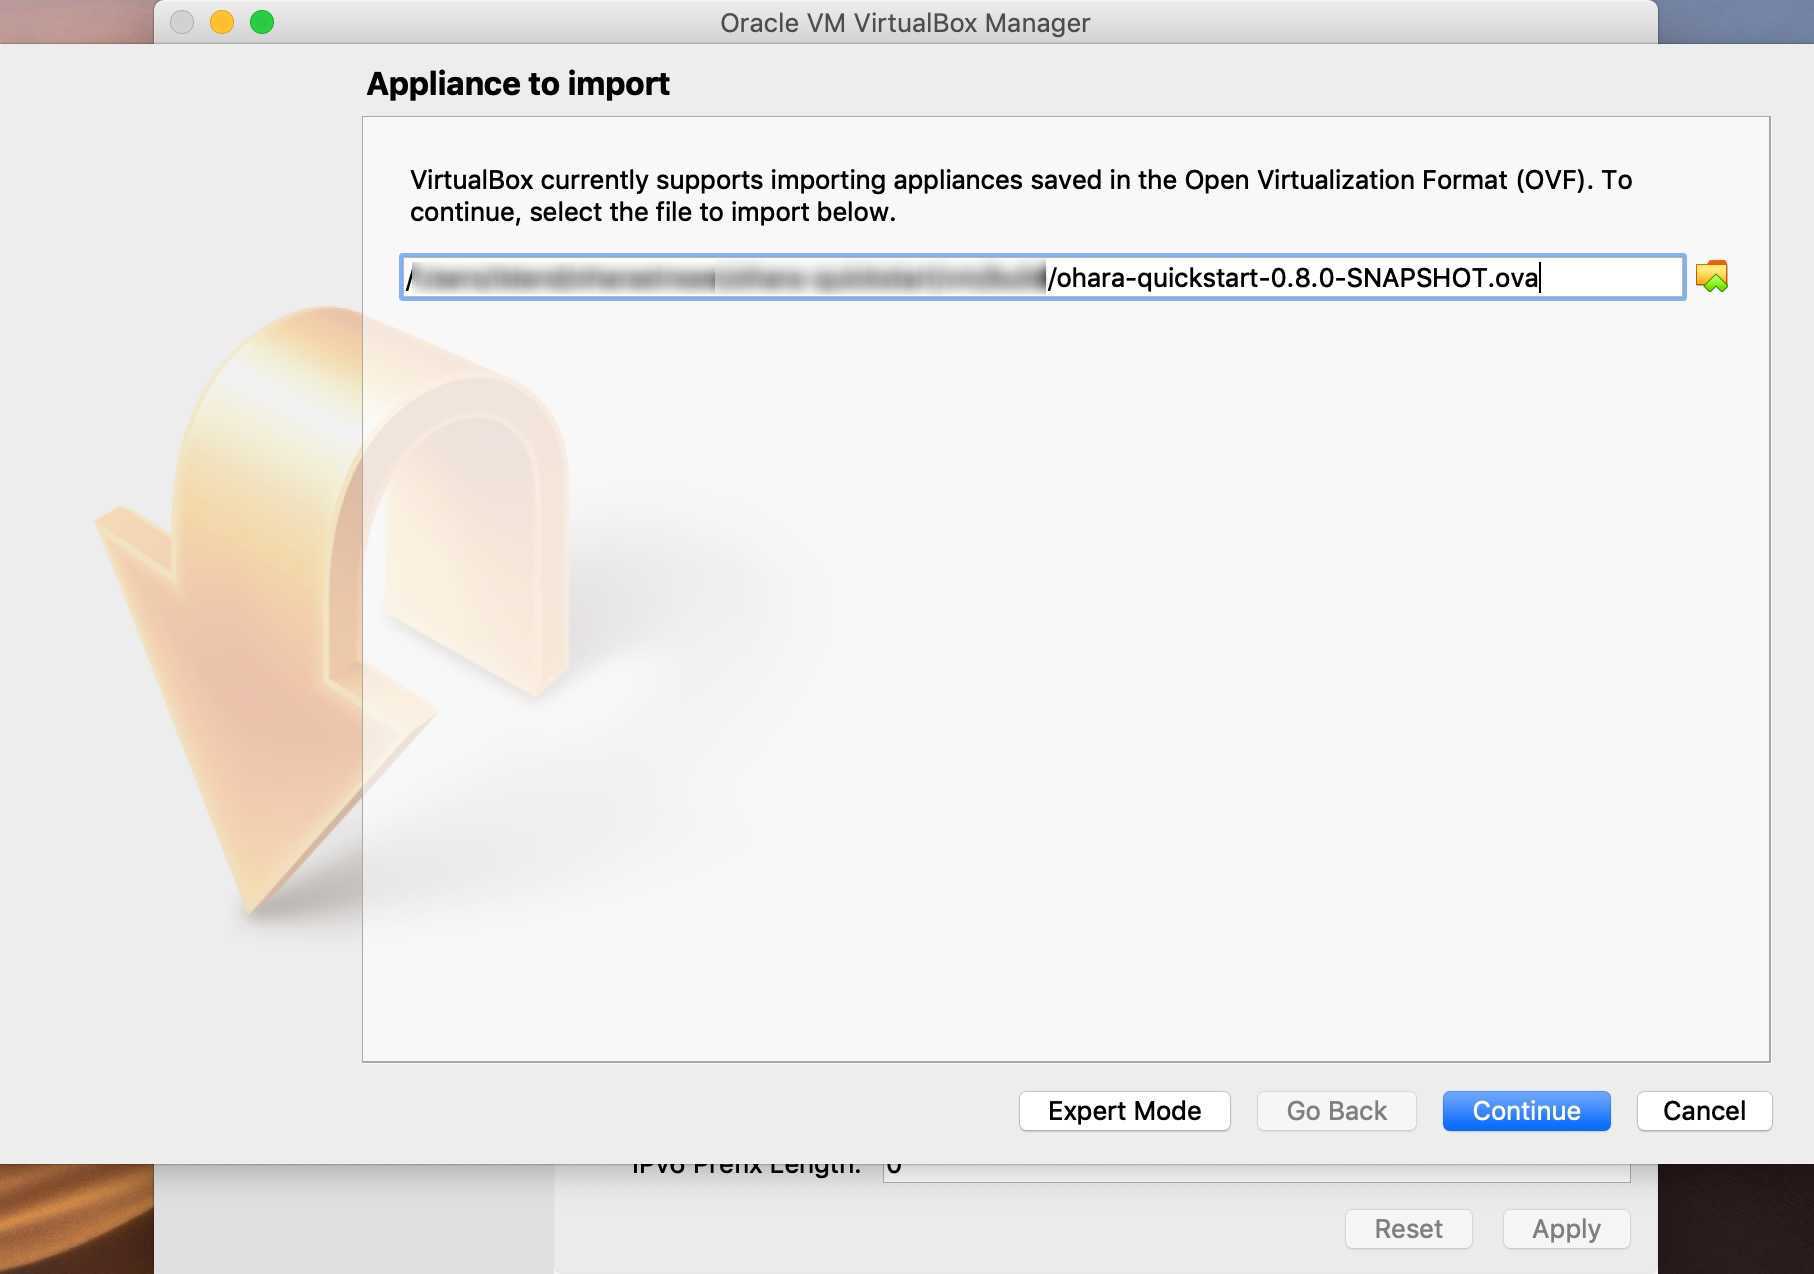 Oracle VM VirtualBox Manager
Appliance to import
VirtualBox currently supports importing appliances saved in the Open Virtualization Format (OVF). To
continue, select the file to import below.
/ /ohara-quickstart-0.8.0-SNAPSHOT.ova
Expert Mode
Go Back
Continue
Cancel
IPv6 Prefix Length: 0
Reset
Apply